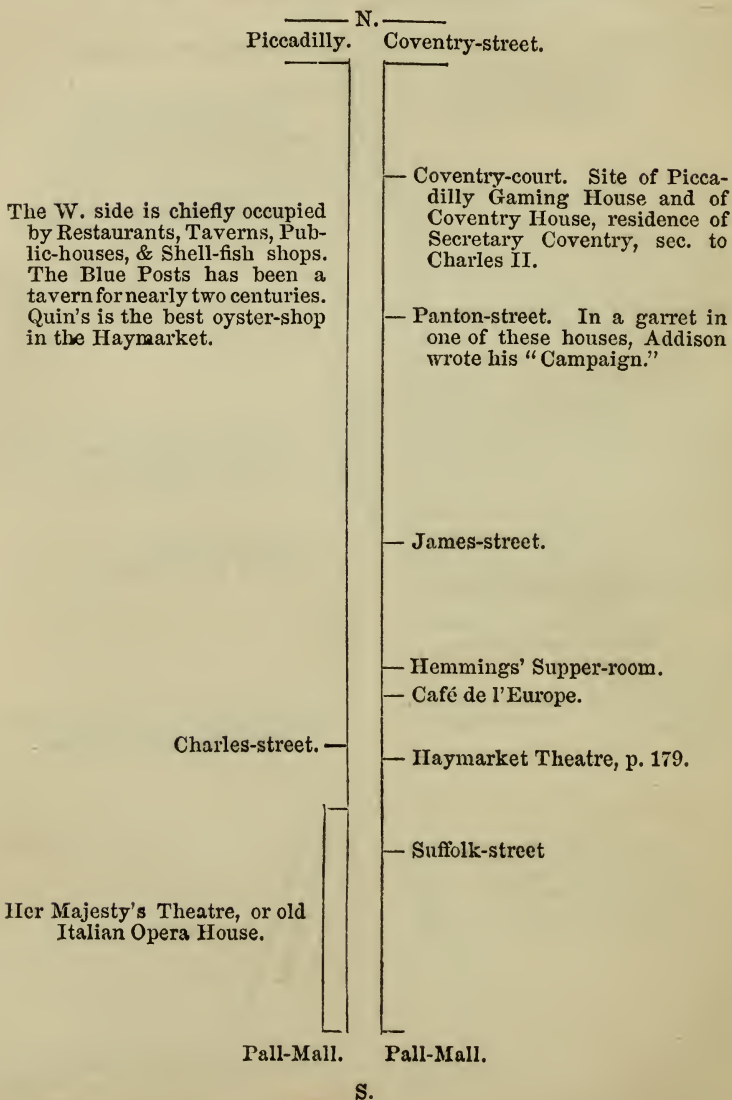 N.
Piccadilly. Coventry-street.
Coventry-court. Site of Picca-
dilly Gaming House and of
Coventry House, residence of
Secretary Coventry, sec. to
Charles II.
The W. side is chiefly occupied
by Restaurants, Taverns, Pub-
lic-houses, & Shell-fish shops.
The Blue Posts has been a
tavern for nearly two centuries.
Quin's is the best oyster-shop
in the Haymarket.
Panton-street. In a garret in
one of these houses, Addison
wrote his "Campaign."
James-street.
Hemmings' Supper-room.
Café de l'Europe.
Charles-street.
Haymarket Theatre, p. 179.
Suffolk-street
Her Majesty's Theatre, or old
Italian Opera House.
Pall-Mall. Pall-Mall.
S.